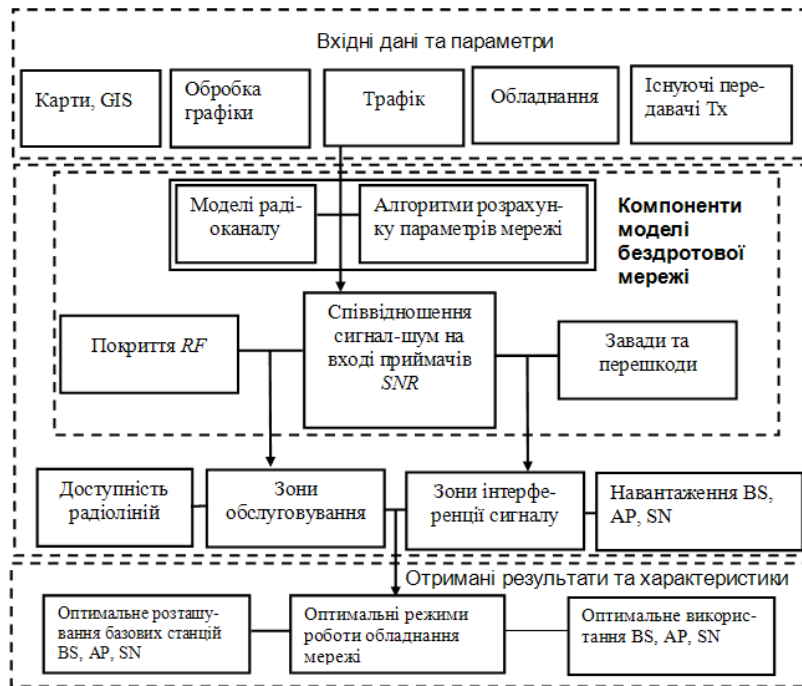 Вхідні дані та параметри
Карти, GIS
Обробка
графіки
Трафік
Обладнання
Існуючі пере-
давачі Tx
Моделі раді-
оканалу
Алгоритми розрахун-
ку параметрів мережі
Компоненти
моделі
бездротової
мережі
Покриття RF
Співвідношення
сигнал-шум на
вході приймачів
SNR
Завади та
перешкоди
Доступність
радіоліній
Зони
обслуговування
Зони інтерфе-
ренції сигналу
Навантаження BS,
AP, SN
Отримані результати та характеристики
Оптимальне розташу-
вання базових станцій
BS, AP, SN
Оптимальні режими
роботи обладнання
мережі
Оптимальне викорис-
тання BS, AP, SN